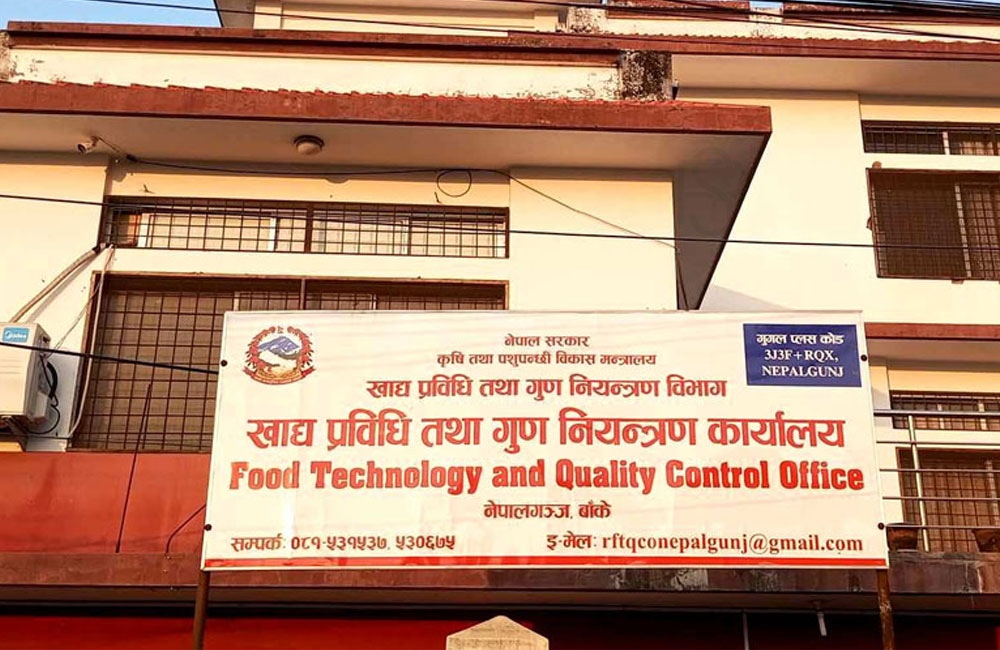 नेपाल सरकार
कृषि तथा पशुपन्छी विकास मन्त्रालय
खाद्य प्रविधि तथा गुण नियन्त्रण विभाग
खाद्य प्रविधि तथा गुण नियन्त्रण कार्यालय
Food Technology and Quality Control Office
नेपालगञ्ज, बाँके
सम्पर्क: ०८१-५३१५३७, ५३०६७५
इ-मेल: rftqconepalgunj@gmail.com
गुगल प्लस कोड
3J3F+RQX,
NEPALGUNJ
Midea